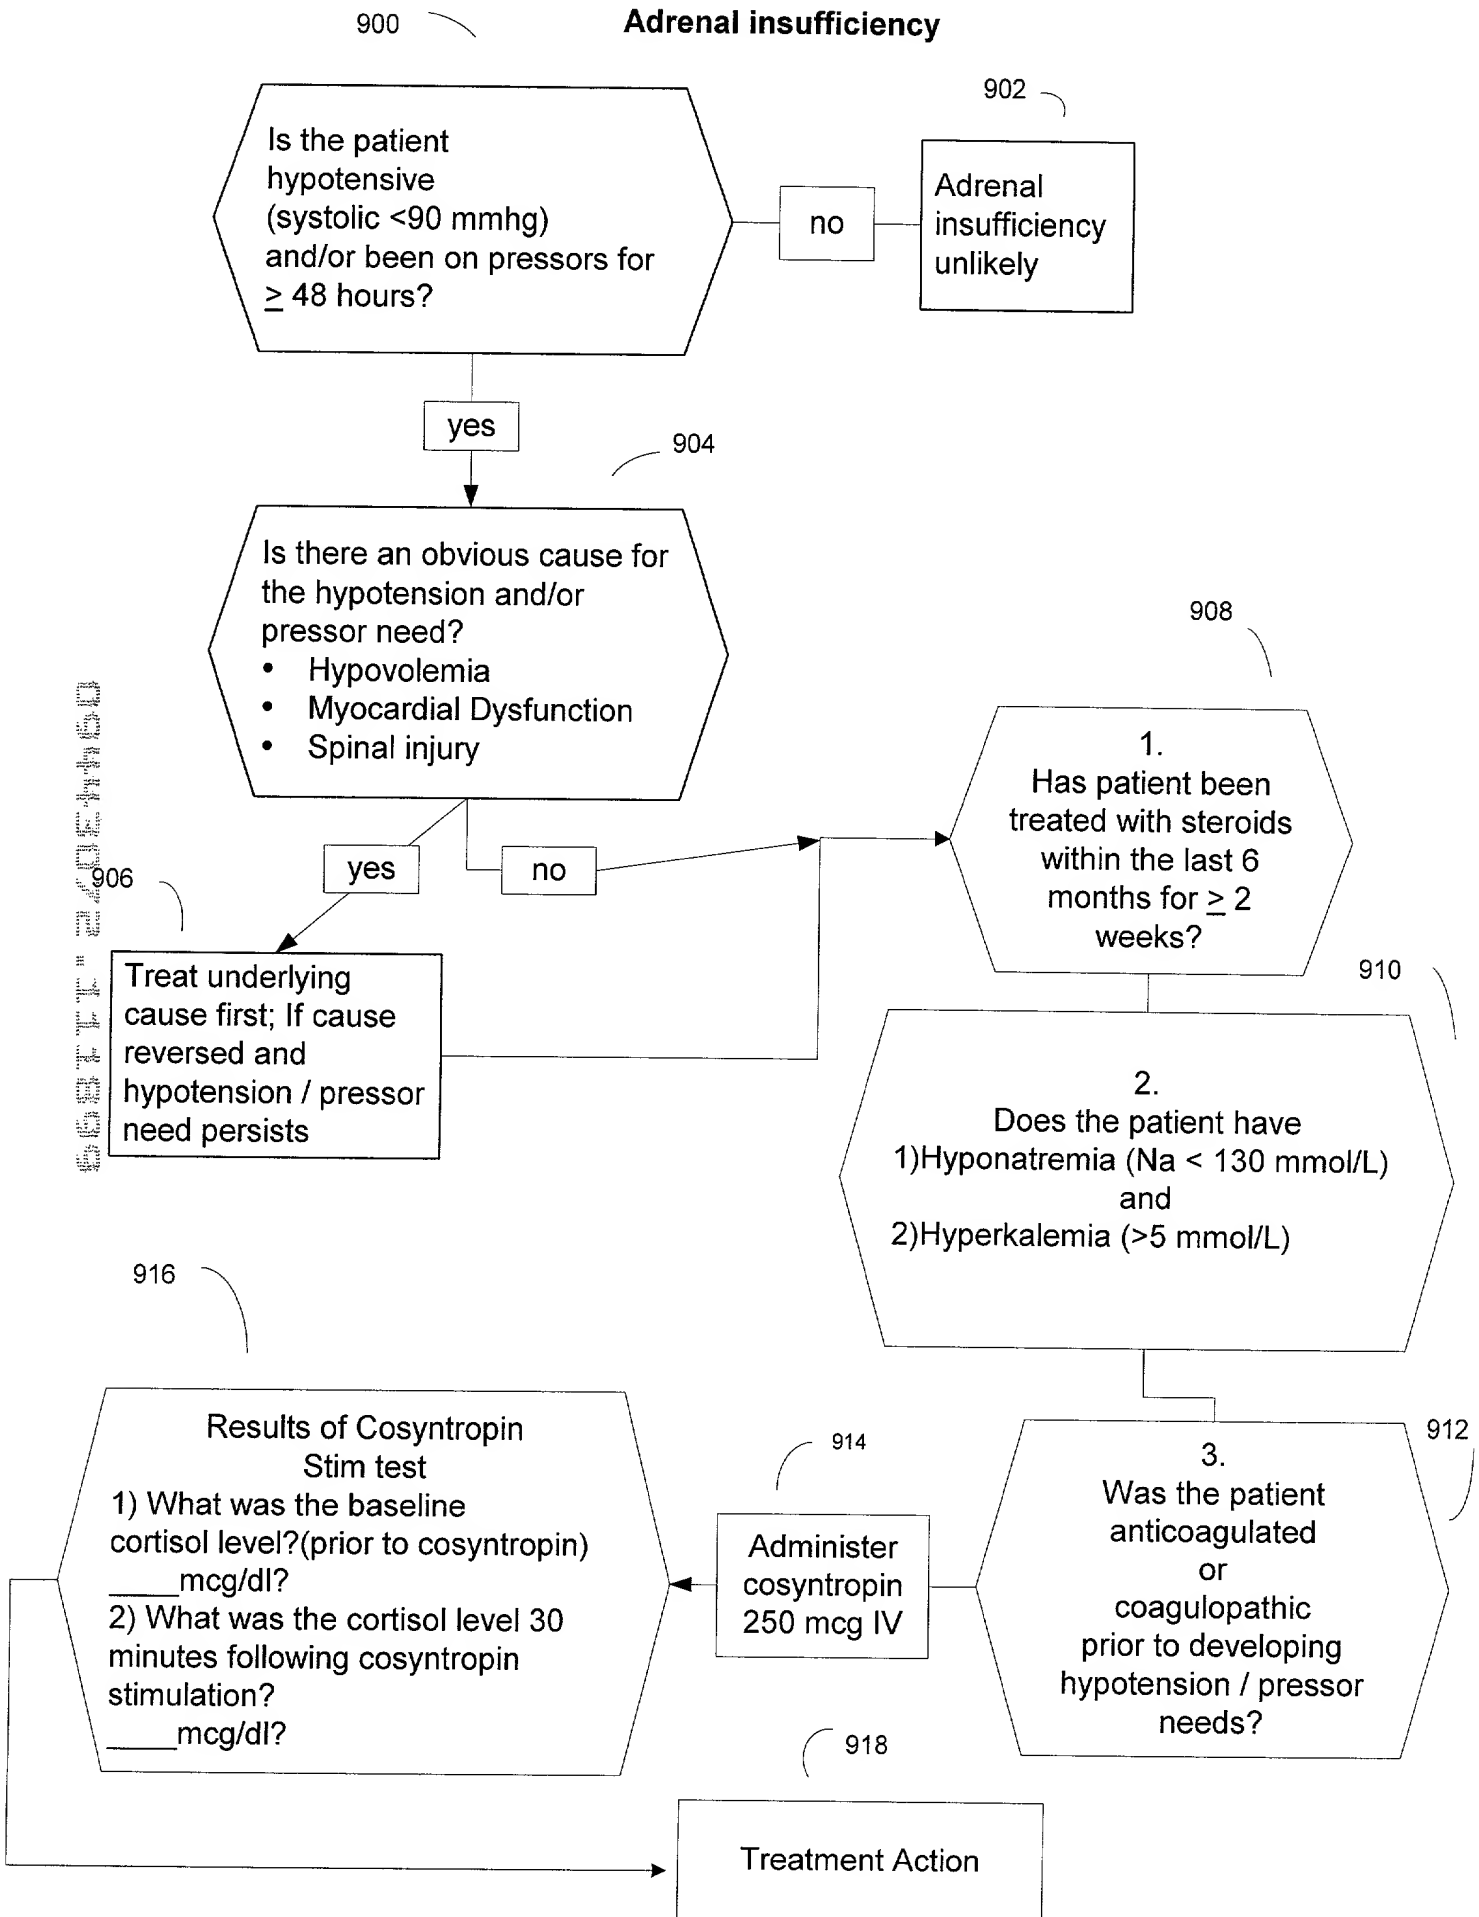 Adrenal insufficiency
900
902
Is the patient
hypotensive
(systolic <90 mmhg)
and/or been on pressors for
≥ 48 hours?
no
Adrenal
insufficiency
unlikely
yes
904
Is there an obvious cause for
the hypotension and/or
pressor need?
• Hypovolemia
• Myocardial Dysfunction
• Spinal injury
908
1.
Has patient been
treated with steroids
within the last 6
months for ≥ 2
weeks?
yes
no
906
Treat underlying
cause first; If cause
reversed and
hypotension / pressor
need persists
910
2.
Does the patient have
1)Hyponatremia (Na < 130 mmol/L)
and
2)Hyperkalemia (>5 mmol/L)
916
Results of Cosyntropin
Stim test
1) What was the baseline
cortisol level?(prior to cosyntropin)
____mcg/dl?
2) What was the cortisol level 30
minutes following cosyntropin
stimulation?
____mcg/dl?
914
Administer
cosyntropin
250 mcg IV
912
3.
Was the patient
anticoagulated
or
coagulopathic
prior to developing
hypotension / pressor
needs?
918
Treatment Action